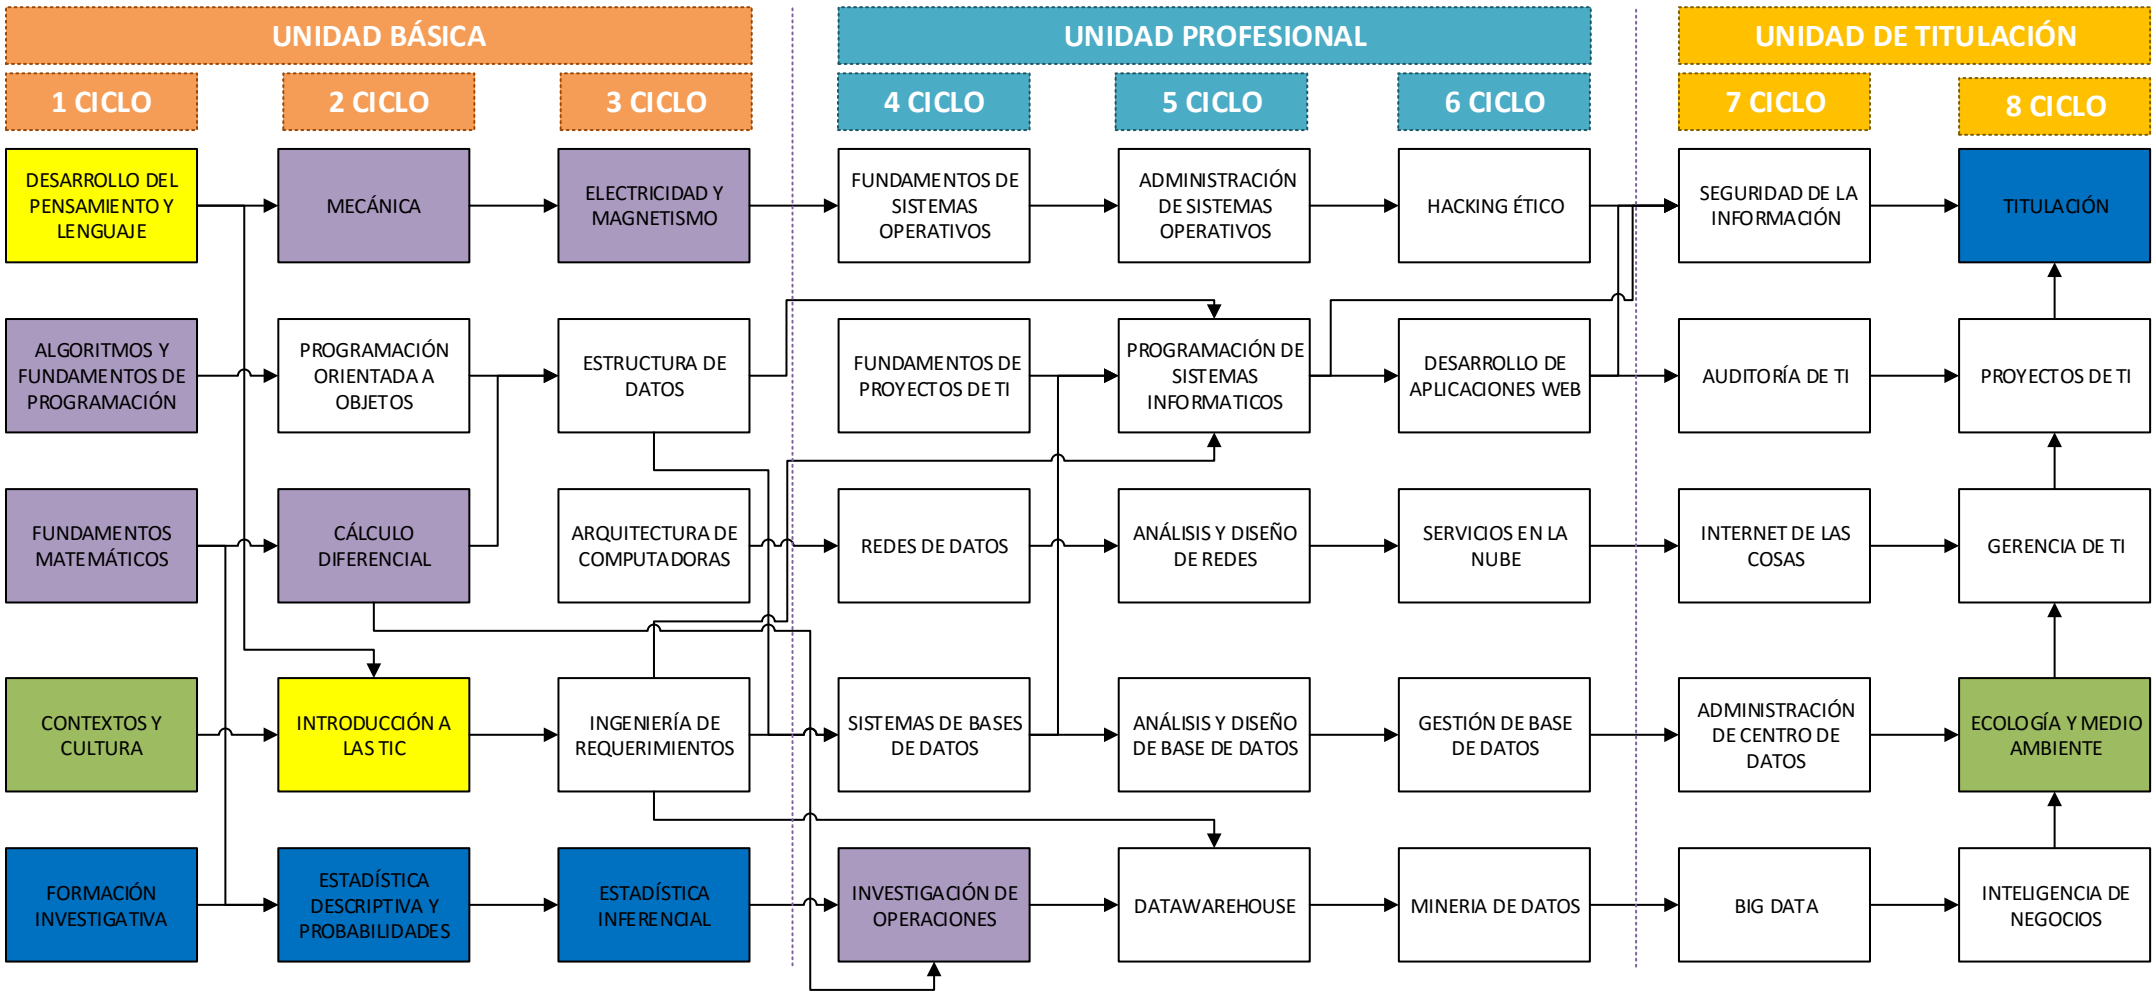 UNIDAD BÁSICA
UNIDAD PROFESIONAL
UNIDAD DE TITULACIÓN
1 CICLO
2 CICLO
3 CICLO
4 CICLO
5 CICLO
6 CICLO
7 CICLO
8 CICLO
DESARROLLO DEL
PENSAMIENTO Y
LENGUAJE
MECÁNICA
ELECTRICIDAD Y
MAGNETISMO
FUNDAMENTOS DE
SISTEMAS
OPERATIVOS
ADMINISTRACIÓN
DE SISTEMAS
OPERATIVOS
HACKING ÉTICO
SEGURIDAD DE LA
INFORMACIÓN
TITULACIÓN
ALGORITMOS Y
FUNDAMENTOS DE
PROGRAMACIÓN
PROGRAMACIÓN
ORIENTADA A
OBJETOS
ESTRUCTURA DE
DATOS
FUNDAMENTOS DE
PROYECTOS DE TI
PROGRAMACIÓN DE
SISTEMAS
INFORMATICOS
DESARROLLO DE
APLICACIONES WEB
AUDITORÍA DE TI
PROYECTOS DE TI
FUNDAMENTOS
MATEMÁTICOS
CÁLCULO
DIFERENCIAL
ARQUITECTURA DE
COMPUTADORAS
REDES DE DATOS
ANÁLISIS Y DISEÑO
DE REDES
SERVICIOS EN LA
NUBE
INTERNET DE LAS
COSAS
GERENCIA DE TI
CONTEXTOS Y
CULTURA
INTRODUCCIÓN A
LAS TIC
INGENIERÍA DE
REQUERIMIENTOS
SISTEMAS DE BASES
DE DATOS
ANÁLISIS Y DISEÑO
DE BASE DE DATOS
GESTIÓN DE BASE
DE DATOS
ADMINISTRACIÓN
DE CENTRO DE
DATOS
ECOLOGÍA Y MEDIO
AMBIENTE
FORMACIÓN
INVESTIGATIVA
ESTADÍSTICA
DESCRIPTIVA Y
PROBABILIDADES
ESTADÍSTICA
INFERENCIAL
INVESTIGACIÓN DE
OPERACIONES
DATAWAREHOUSE
MINERIA DE DATOS
BIG DATA
INTELIGENCIA DE
NEGOCIOS